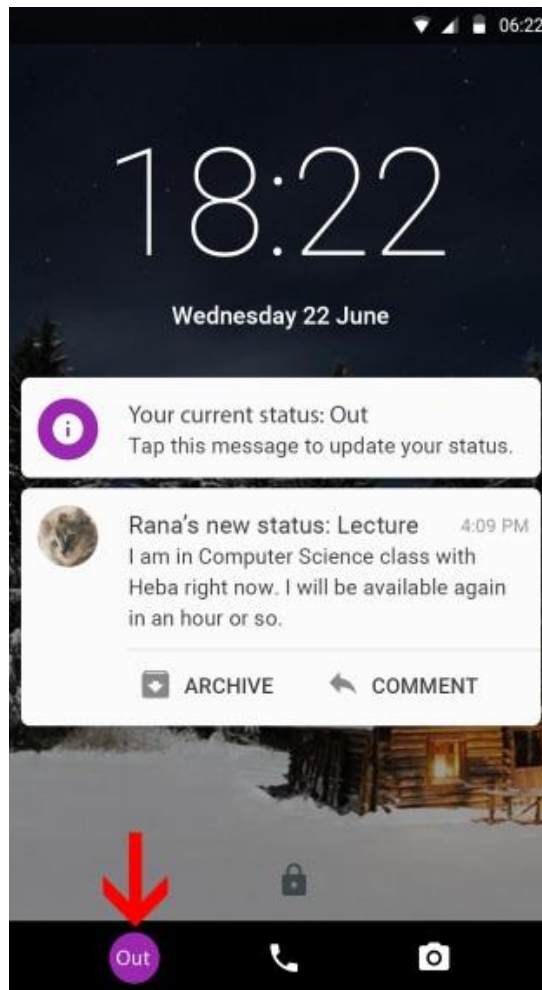 06:22
18:22
Wednesday 22 June
Your current status: Out
Tap this message to update your status.
Rana's new status: Lecture 4:09 PM
I am in Computer Science class with
Heba right now. I will be available again
in an hour or so.
ARCHIVE COMMENT
Out